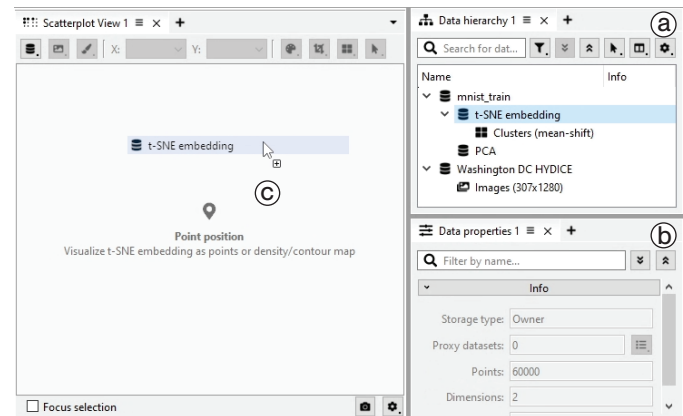 Scatterplot View 1
X: Y:
t-SNE embedding
c
Point position
Visualize t-SNE embedding as points or density/contour map
Focus selection
Data hierarchy 1
a
Search for dat...
Name Info
mnist_train
t-SNE embedding
Clusters (mean-shift)
PCA
Washington DC HYDICE
Images (307x1280)
Data properties 1
b
Filter by name...
Info
Storage type: Owner
Proxy datasets: 0
Points: 60000
Dimensions: 2